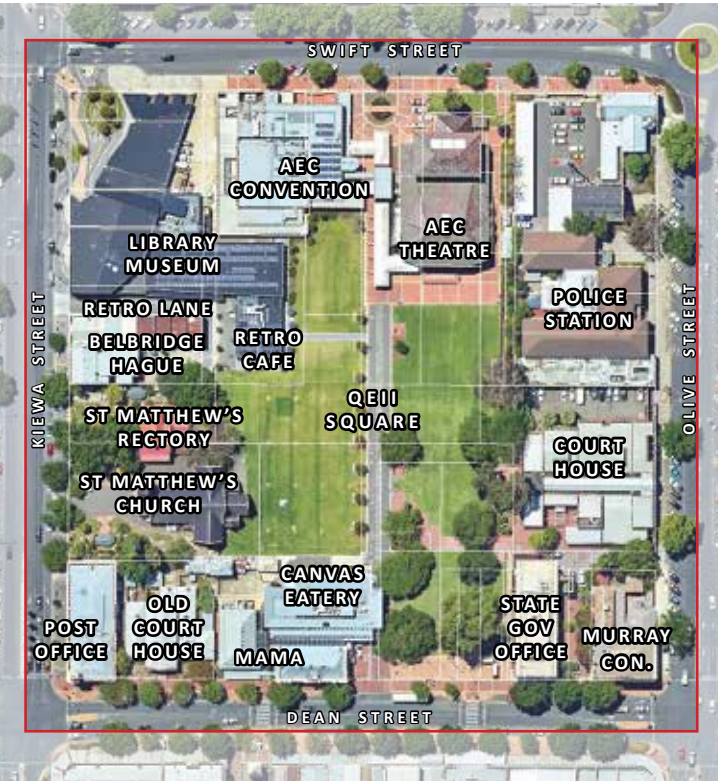 SWIFT STREET
AEC
CONVENTION
AEC
THEATRE
LIBRARY
MUSEUM
RETRO LANE
BELBRIDGE
HAGUE
RETRO
CAFE
POLICE
STATION
KIEWA STREET
OLIVE STREET
QEII
SQUARE
ST MATTHEW'S
RECTORY
COURT
HOUSE
ST MATTHEW'S
CHURCH
CANVAS
EATERY
POST
OFFICE
OLD
COURT
HOUSE
MAMA
STATE
GOV
OFFICE
MURRAY
CON.
DEAN STREET